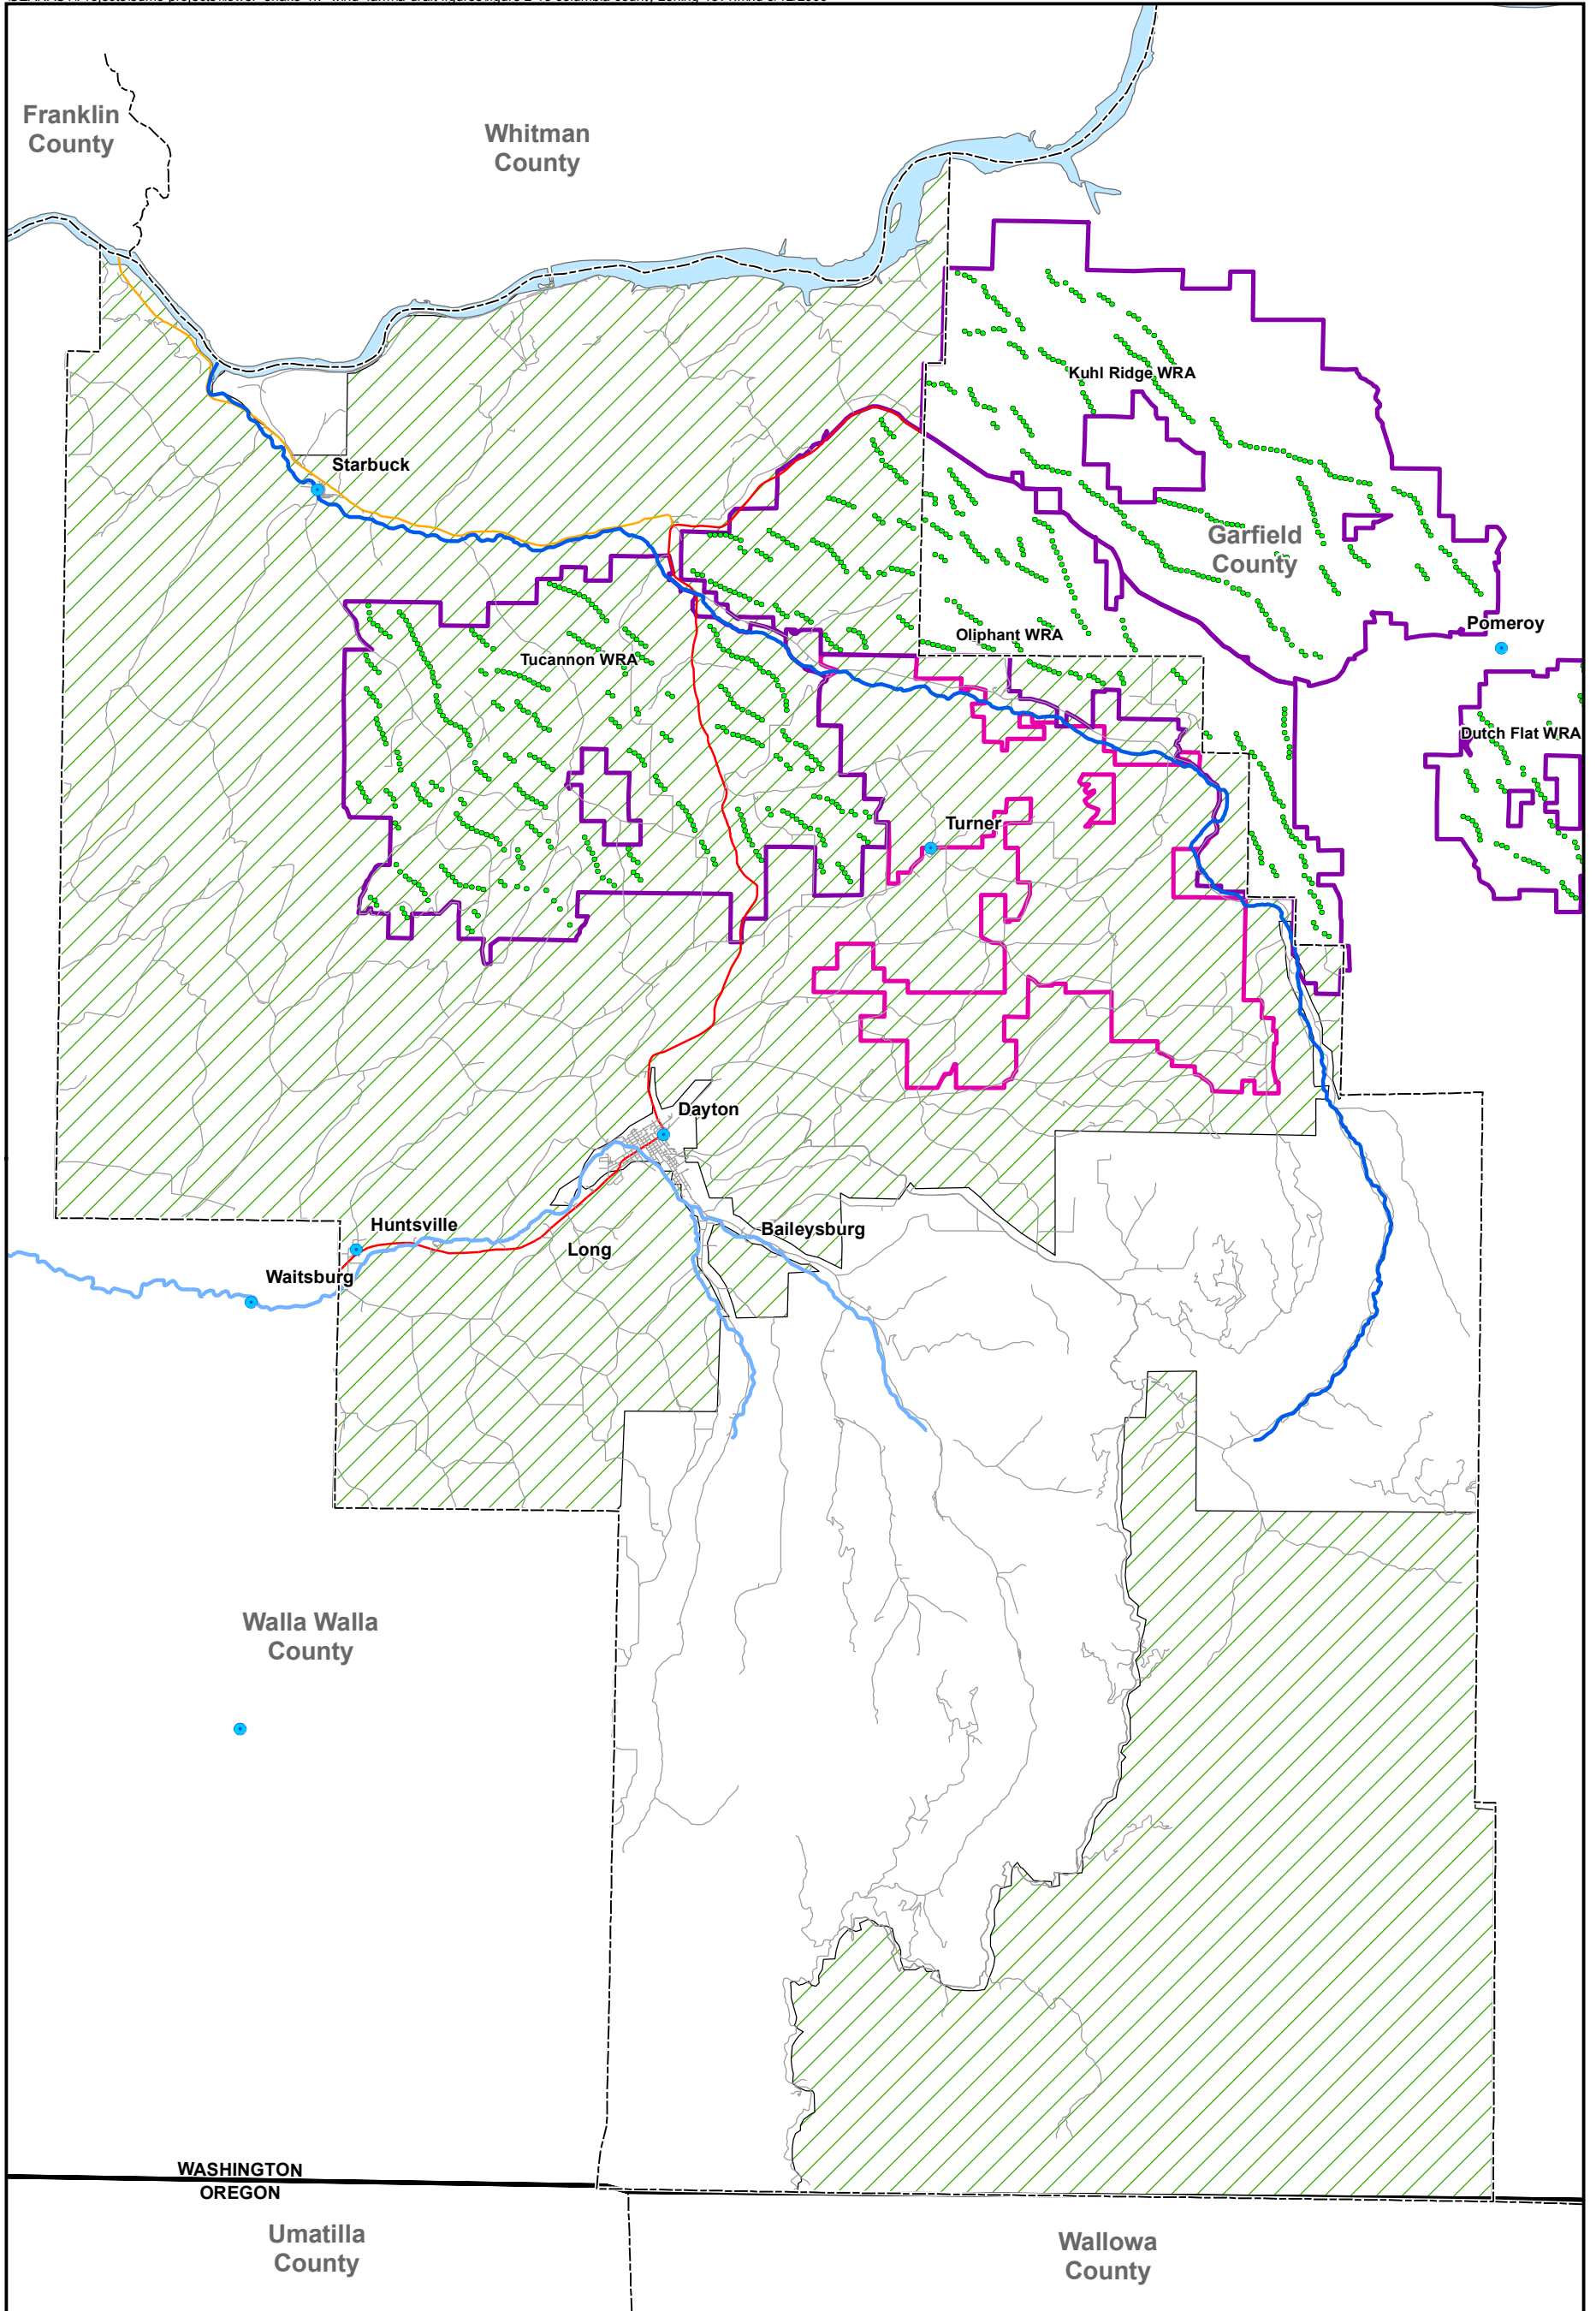 Franklin
County
Whitman
County
Kuhl Ridge WRA
Starbuck
Garfield
County
Pomeroy
Oliphant WRA
Tucannon WRA
Dutch Flat WRA
Turner
Dayton
Huntsville
Baileysburg
Long
Waitsburg
Walla Walla
County
WASHINGTON
OREGON
Umatilla
County
Wallowa
County